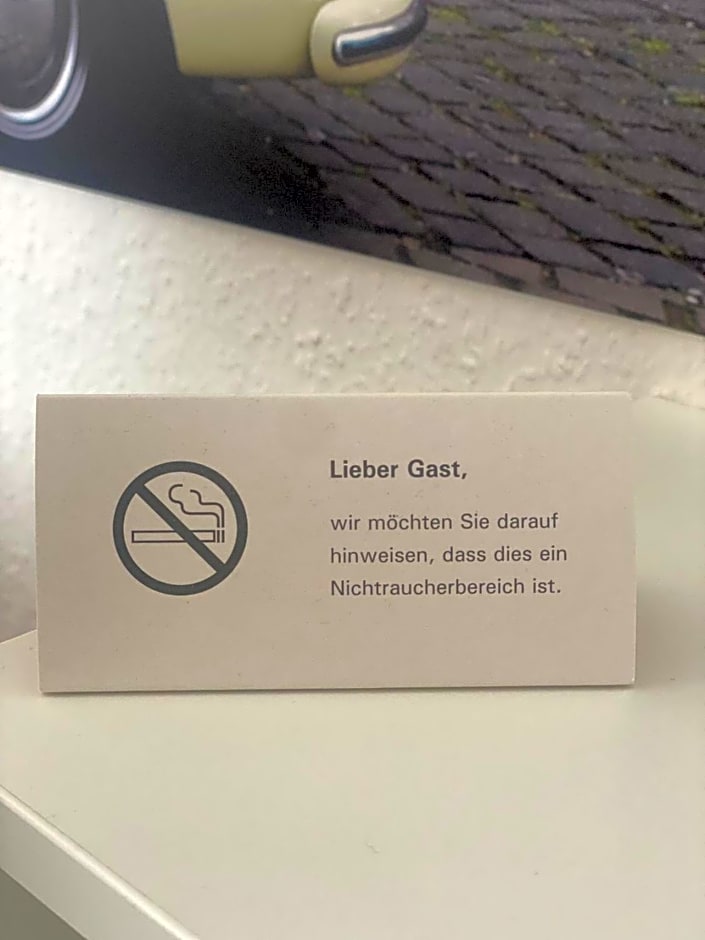 Lieber Gast,
wir möchten Sie darauf
hinweisen, dass dies ein
Nichtraucherbereich ist.